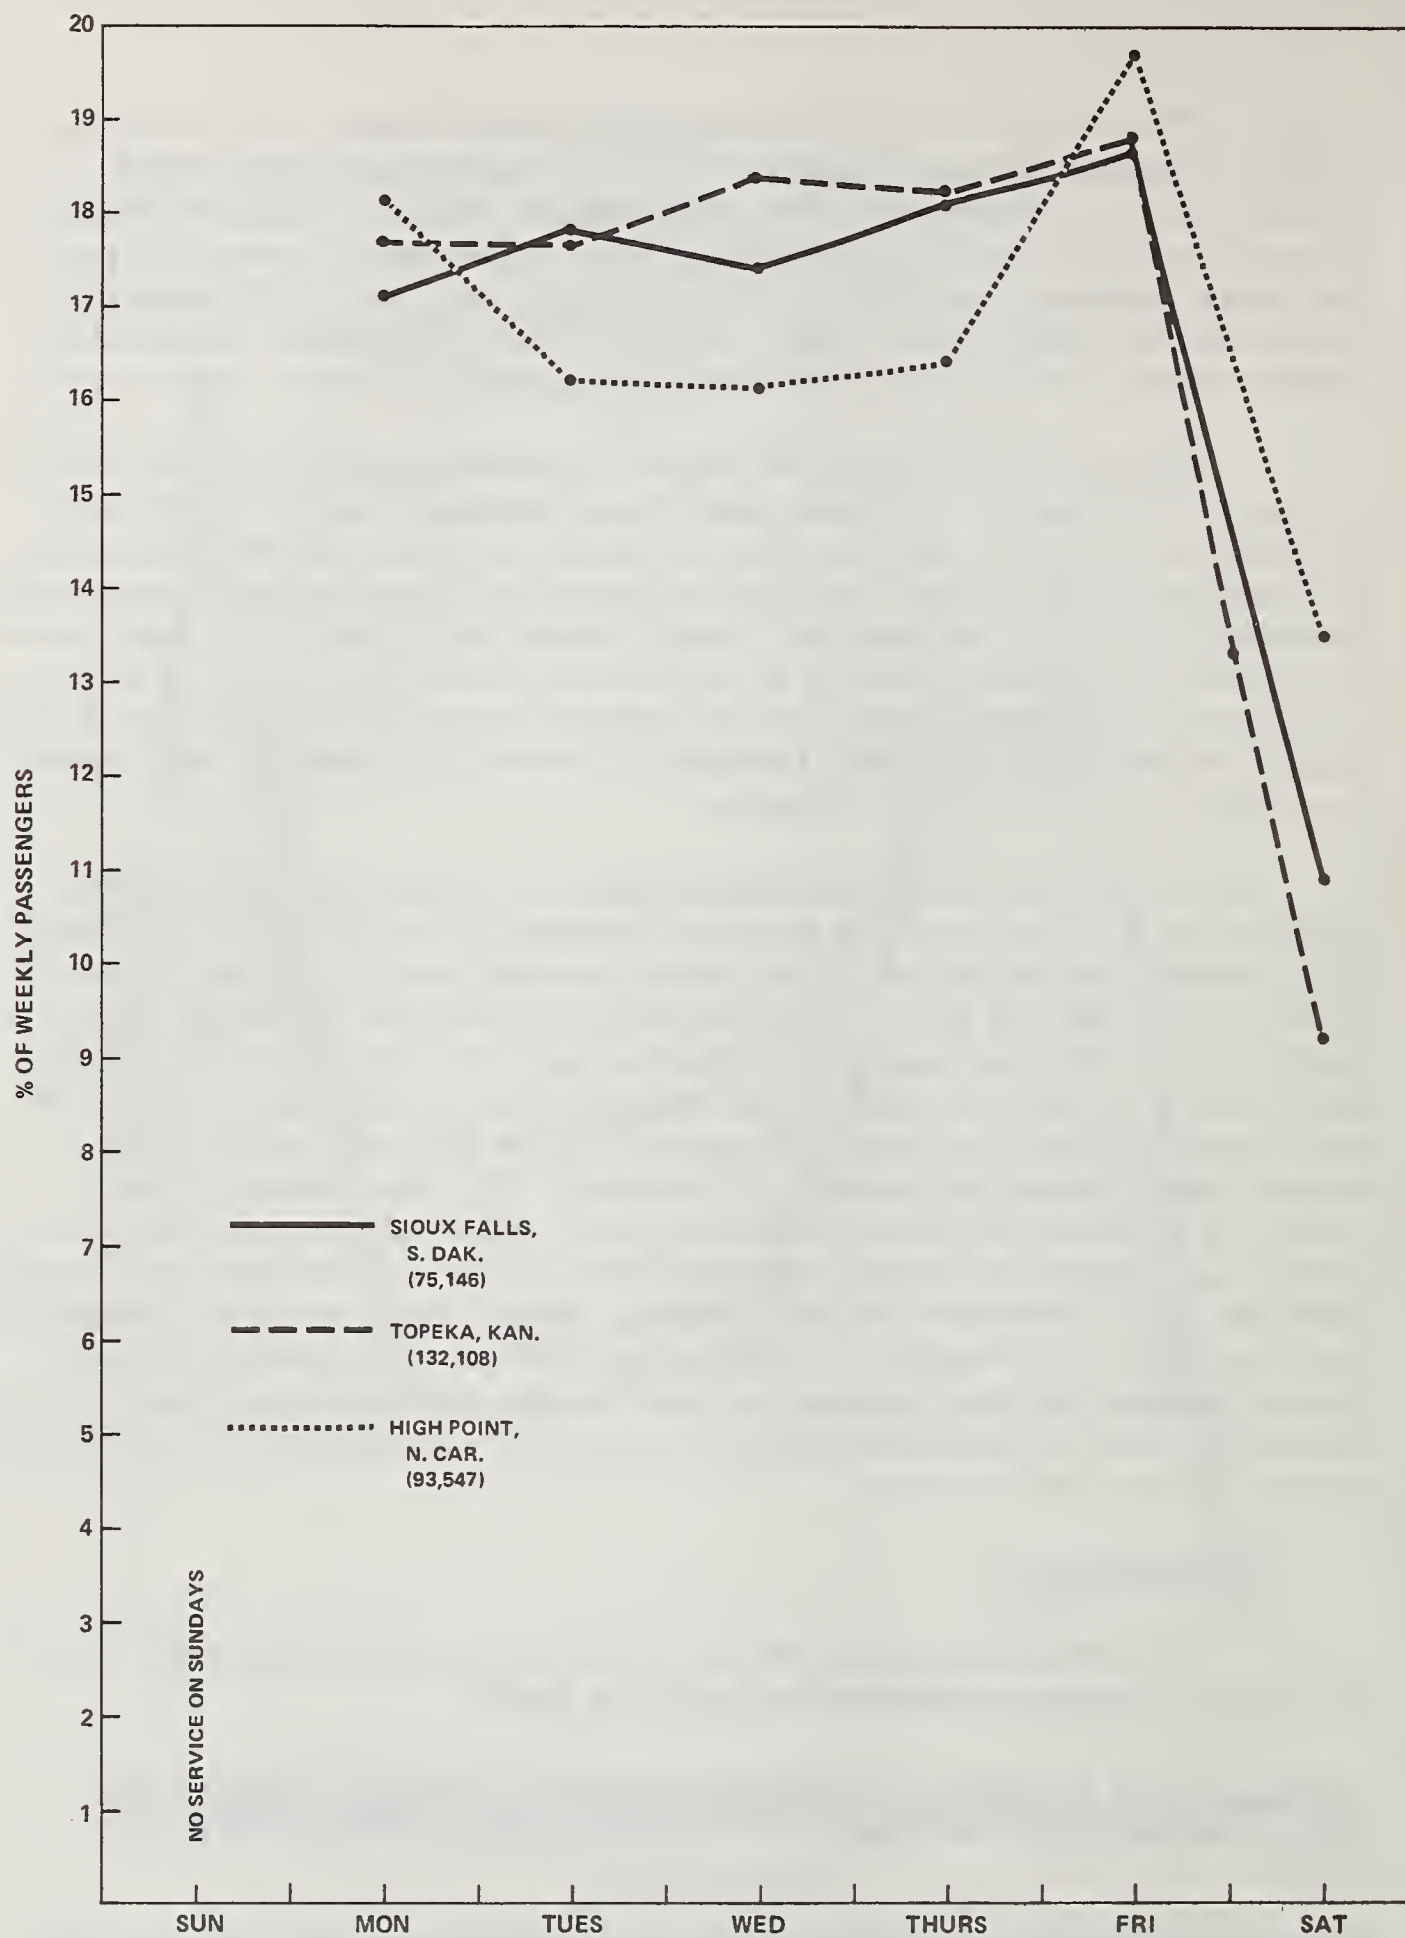 20
19
18
17
16
15
14
13
12
11
10
9
8
7
6
5
4
3
2
1
% OF WEEKLY PASSENGERS
SIOUX FALLS,
S. DAK.
(75,146)
TOPEKA, KAN.
(132,108)
HIGH POINT,
N. CAR.
(93,547)
NO SERVICE ON SUNDAYS
SUN MON TUES WED THURS FRI SAT